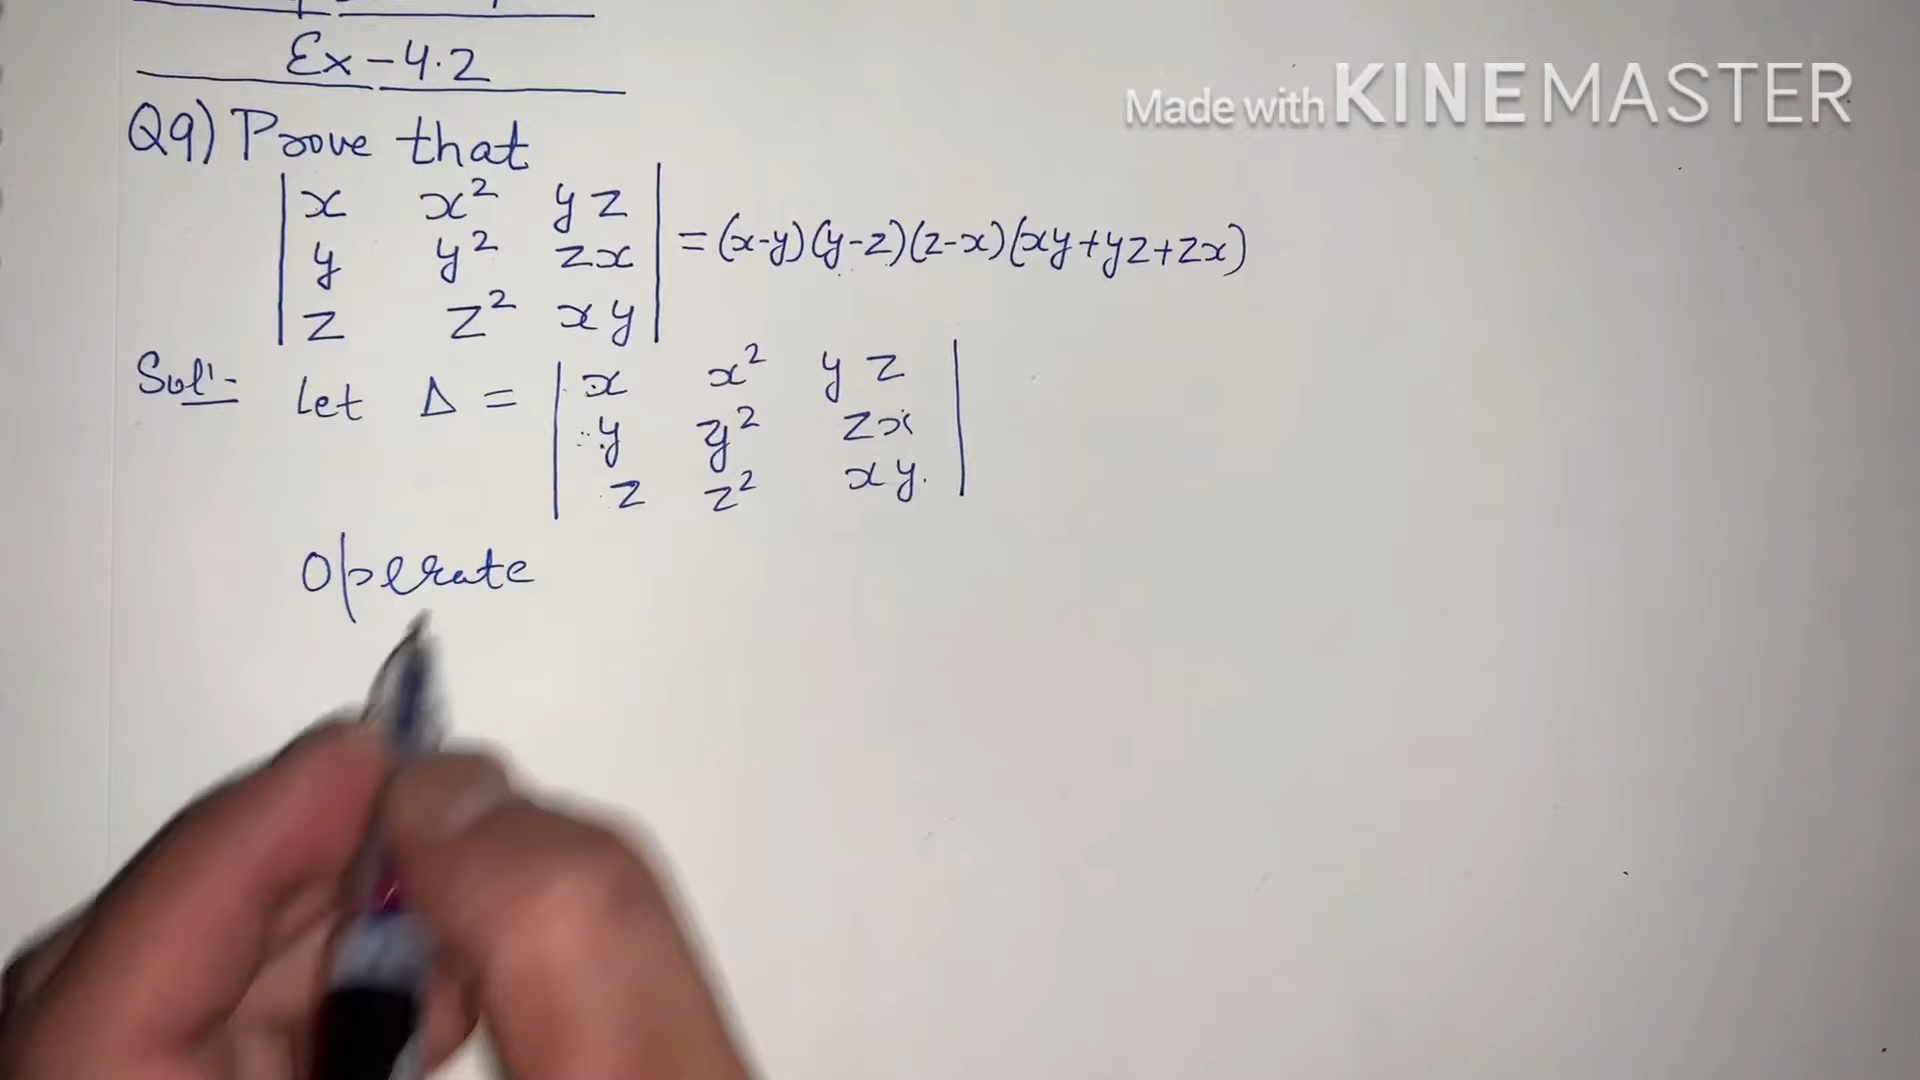 Ex-4.2
Made with KINEMASTER
Q9) Prove that
| x x² yz |
| y y² zx | = (x-y)(y-z)(z-x)(xy+yz+zx)
| z z² xy |
Sol:- Let Δ = | x x² yz |
| y y² zx |
| z z² xy. |
Operate